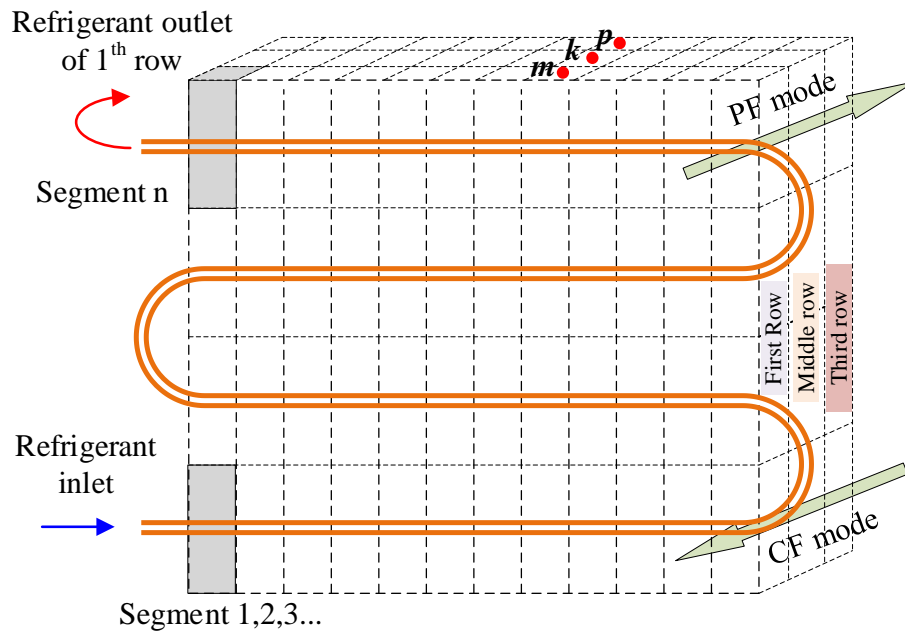 Refrigerant outlet
of 1th row
m
k
p
PF mode
Segment n
First Row
Middle row
Third row
Refrigerant
inlet
CF mode
Segment 1,2,3...